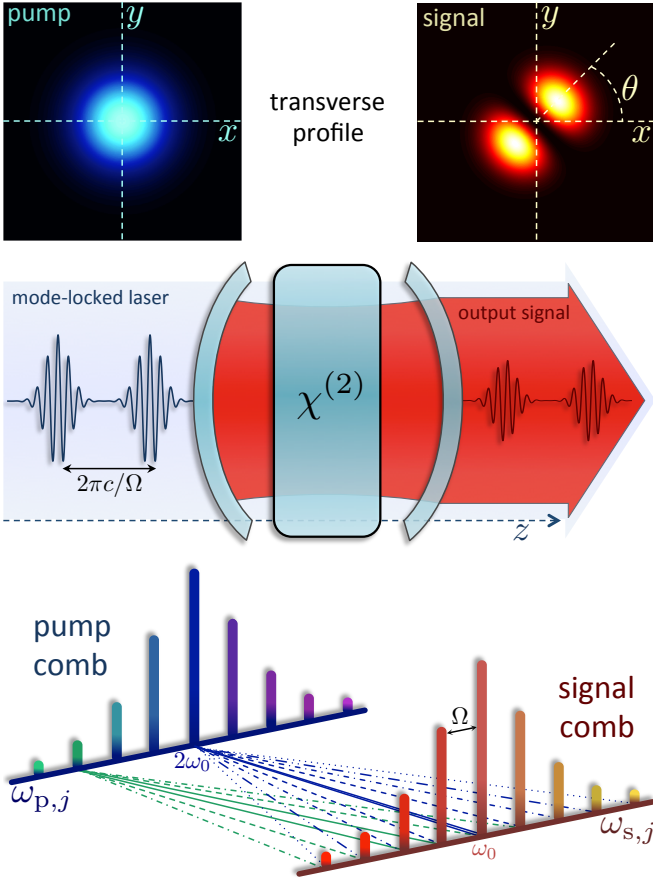 pump
y
x
transverse
profile
signal
y
θ
x
mode-locked laser
2πc/Ω
χ⁽²⁾
output signal
z
pump
comb
2ω₀
ωₚ,ⱼ
signal
comb
Ω
ω₀
ωₛ,ⱼ